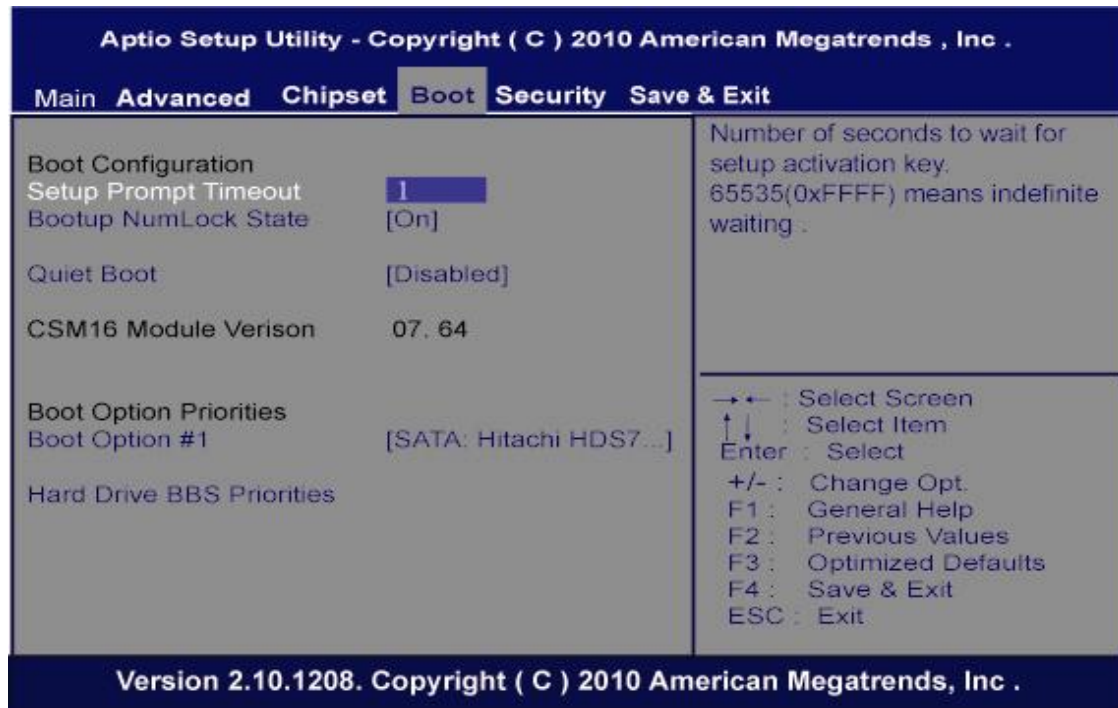 Aptio Setup Utility - Copyright ( C ) 2010 American Megatrends , Inc .
Main Advanced Chipset Boot Security Save & Exit
Boot Configuration
Setup Prompt Timeout 1
Bootup NumLock State [On]
Quiet Boot [Disabled]
CSM16 Module Verison 07. 64
Boot Option Priorities
Boot Option #1 [SATA: Hitachi HDS7...]
Hard Drive BBS Priorities
Number of seconds to wait for
setup activation key.
65535(0xFFFF) means indefinite
waiting .
→← : Select Screen
↑↓ : Select Item
Enter : Select
+/- : Change Opt.
F1 : General Help
F2 : Previous Values
F3 : Optimized Defaults
F4 : Save & Exit
ESC : Exit
Version 2.10.1208. Copyright ( C ) 2010 American Megatrends, Inc .